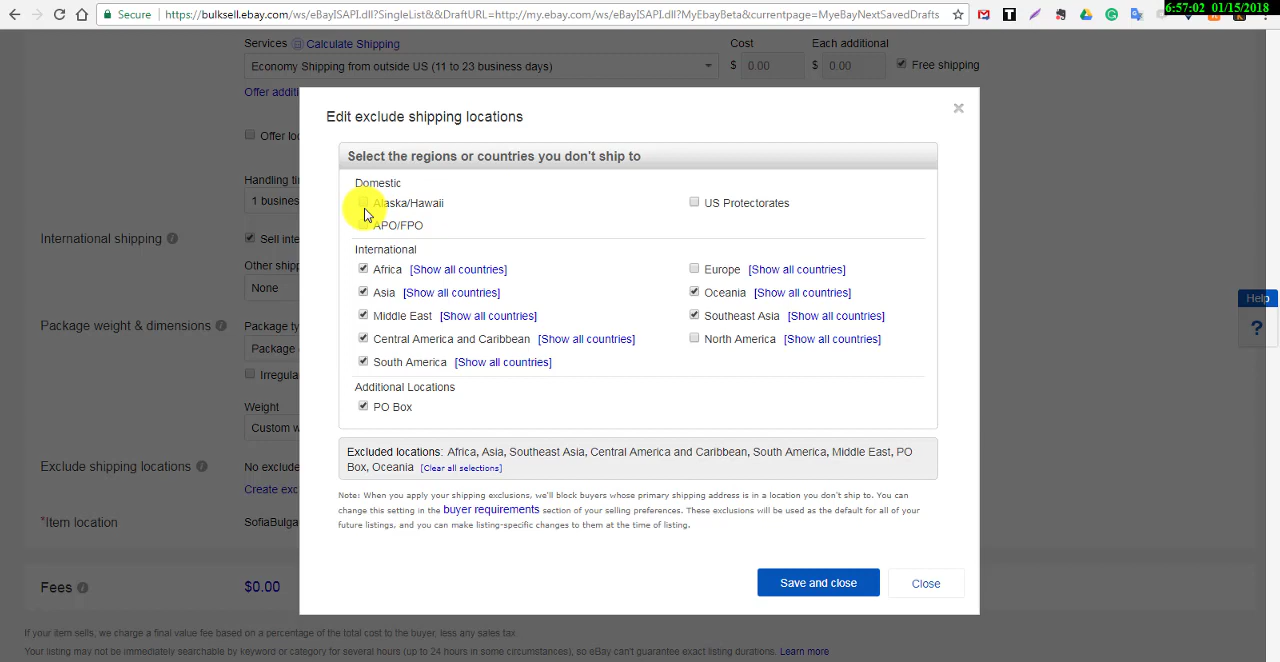 6:57:02 01/15/2018
Secure https://bulksell.ebay.com/ws/eBayISAPI.dll?SingleList&&DraftURL=http://my.ebay.com/ws/eBayISAPI.dll?MyEbayBeta&currentpage=MyeBayNextSavedDrafts
Services Calculate Shipping Cost Each additional
Economy Shipping from outside US (11 to 23 business days) $ 0.00 $ 0.00 Free shipping
Offer additi
Edit exclude shipping locations
Offer loc
Select the regions or countries you don't ship to
Handling ti
Domestic
1 busines
Alaska/Hawaii US Protectorates
APO/FPO
International shipping Sell inte
International
Other shipp
Africa [Show all countries] Europe [Show all countries]
None
Asia [Show all countries] Oceania [Show all countries]
Help
?
Package weight & dimensions Package ty
Middle East [Show all countries] Southeast Asia [Show all countries]
Package
Central America and Caribbean [Show all countries] North America [Show all countries]
South America [Show all countries]
Irregula
Additional Locations
Weight
PO Box
Custom w
Excluded locations: Africa, Asia, Southeast Asia, Central America and Caribbean, South America, Middle East, PO
Box, Oceania [Clear all selections]
Exclude shipping locations No exclude
Create exc
Note: When you apply your shipping exclusions, we'll block buyers whose primary shipping address is in a location you don't ship to. You can
change this setting in the buyer requirements section of your selling preferences. These exclusions will be used as the default for all of your
future listings, and you can make listing-specific changes to them at the time of listing.
*Item location SofiaBulga
Save and close Close
Fees $0.00
If your item sells, we charge a final value fee based on a percentage of the total cost to the buyer, less any sales tax
Your listing may not be immediately searchable by keyword or category for several hours (up to 24 hours in some circumstances), so eBay can't guarantee exact listing durations. Learn more